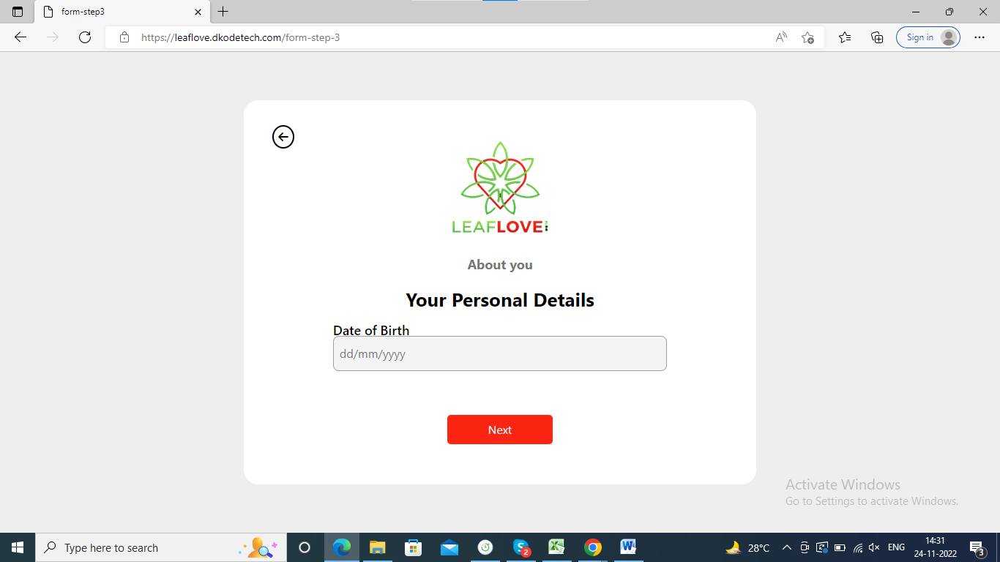 form-step3
https://leaflove.dkodetech.com/form-step-3
Sign in
LEAFLOVE
About you
Your Personal Details
Date of Birth
dd/mm/yyyy
Next
Activate Windows
Go to Settings to activate Windows.
Type here to search
2
28°C
ENG
14:31
24-11-2022
3